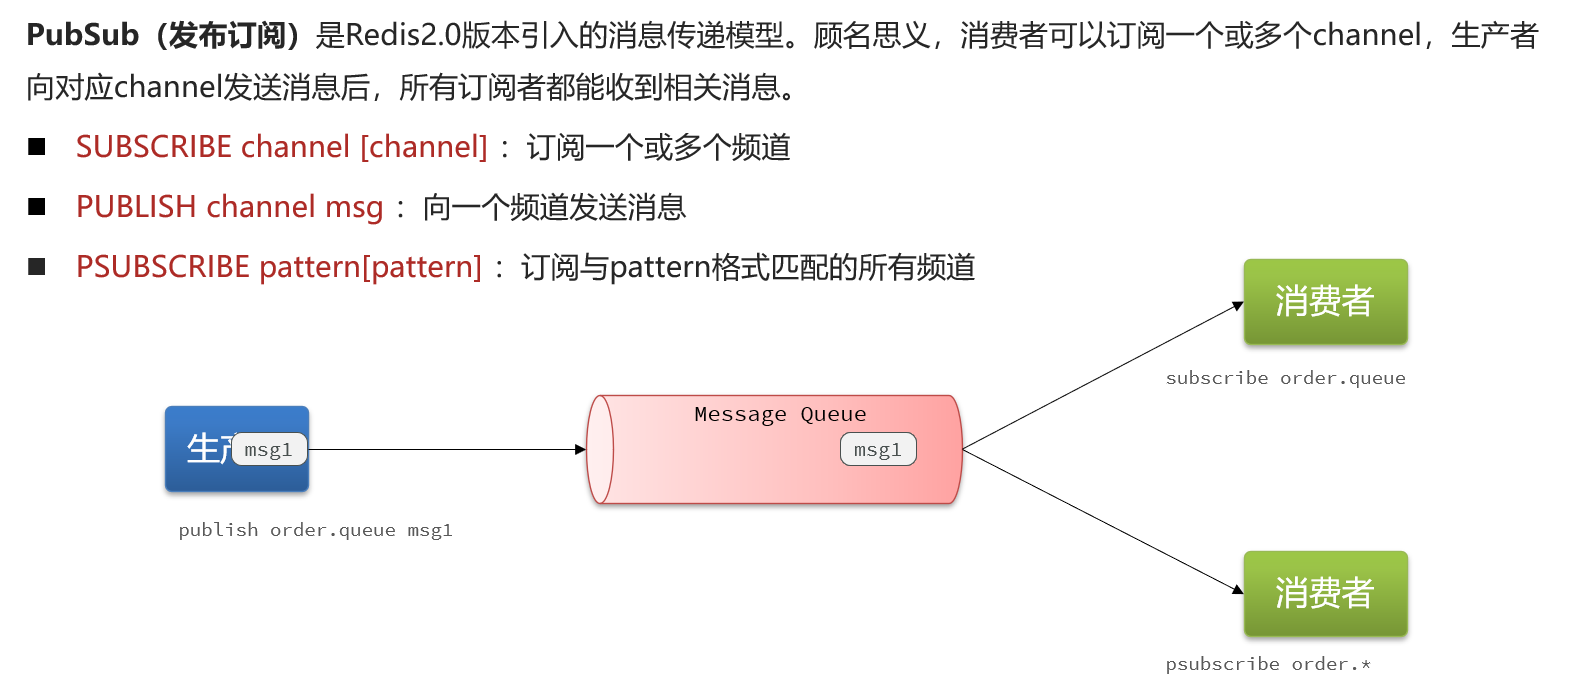 PubSub（发布订阅）是Redis2.0版本引入的消息传递模型。顾名思义，消费者可以订阅一个或多个channel，生产者
向对应channel发送消息后，所有订阅者都能收到相关消息。
SUBSCRIBE channel [channel] ：订阅一个或多个频道
PUBLISH channel msg ：向一个频道发送消息
PSUBSCRIBE pattern[pattern] ：订阅与pattern格式匹配的所有频道
消费者
subscribe order.queue
Message Queue
生产
msg1
msg1
publish order.queue msg1
消费者
psubscribe order.*